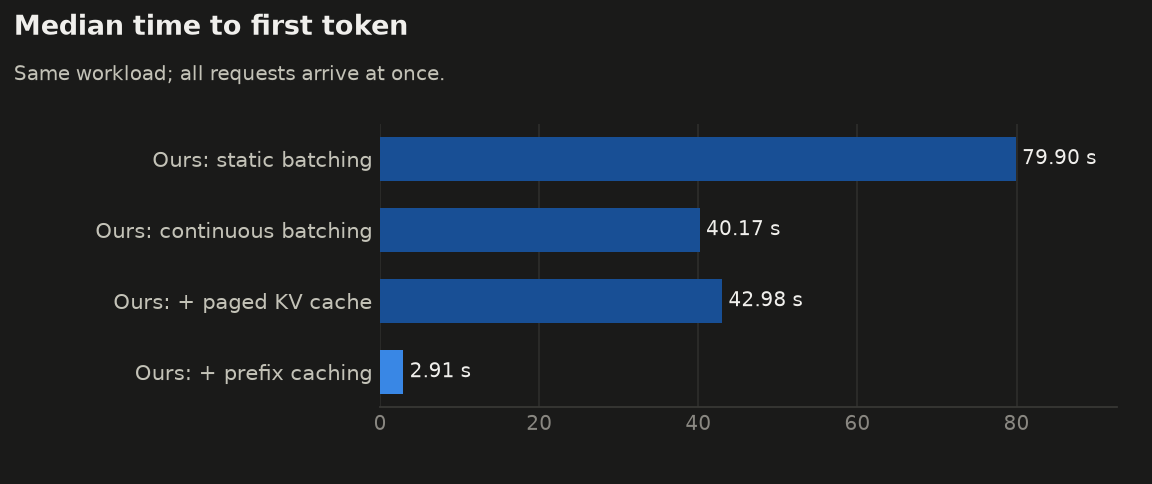 Median time to first token
Same workload; all requests arrive at once.
Ours: static batching 79.90 s
Ours: continuous batching 40.17 s
Ours: + paged KV cache 42.98 s
Ours: + prefix caching 2.91 s
0 20 40 60 80